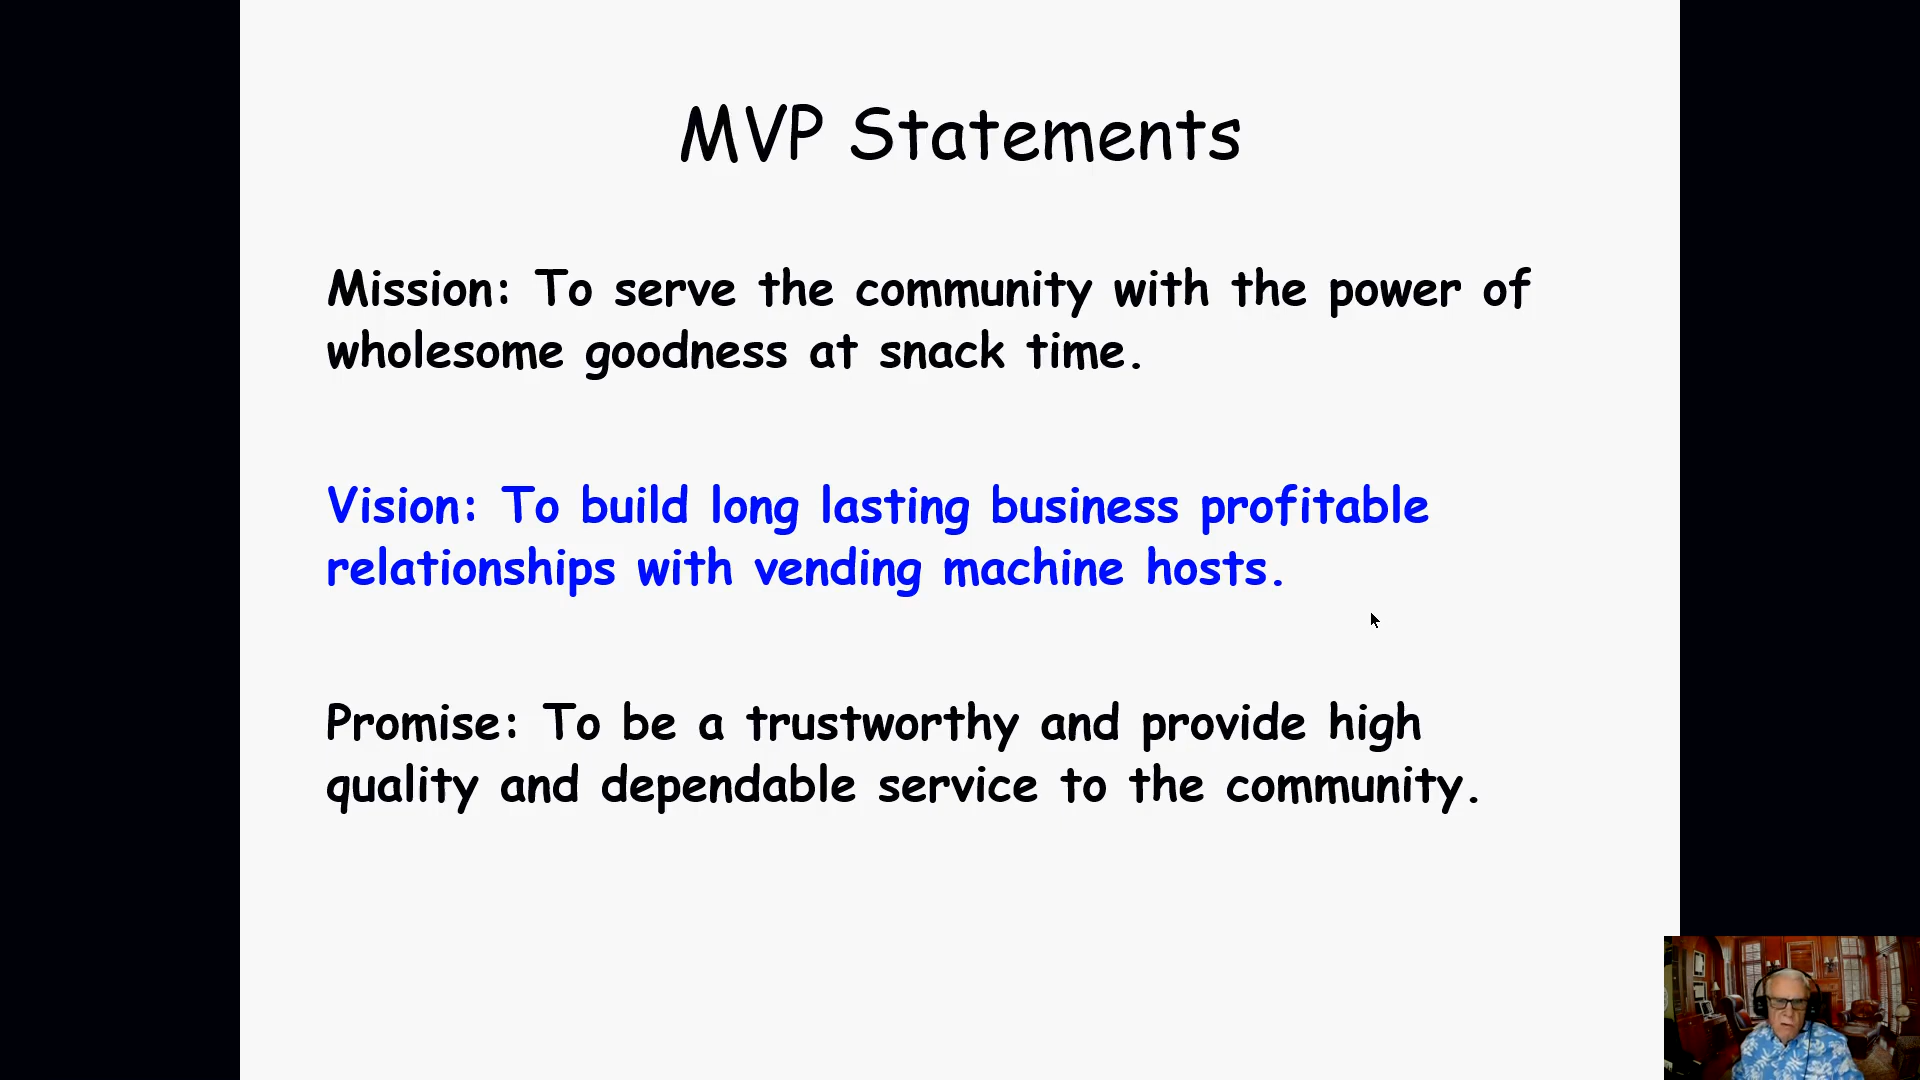 MVP Statements
Mission: To serve the community with the power of
wholesome goodness at snack time.
Vision: To build long lasting business profitable
relationships with vending machine hosts.
Promise: To be a trustworthy and provide high
quality and dependable service to the community.